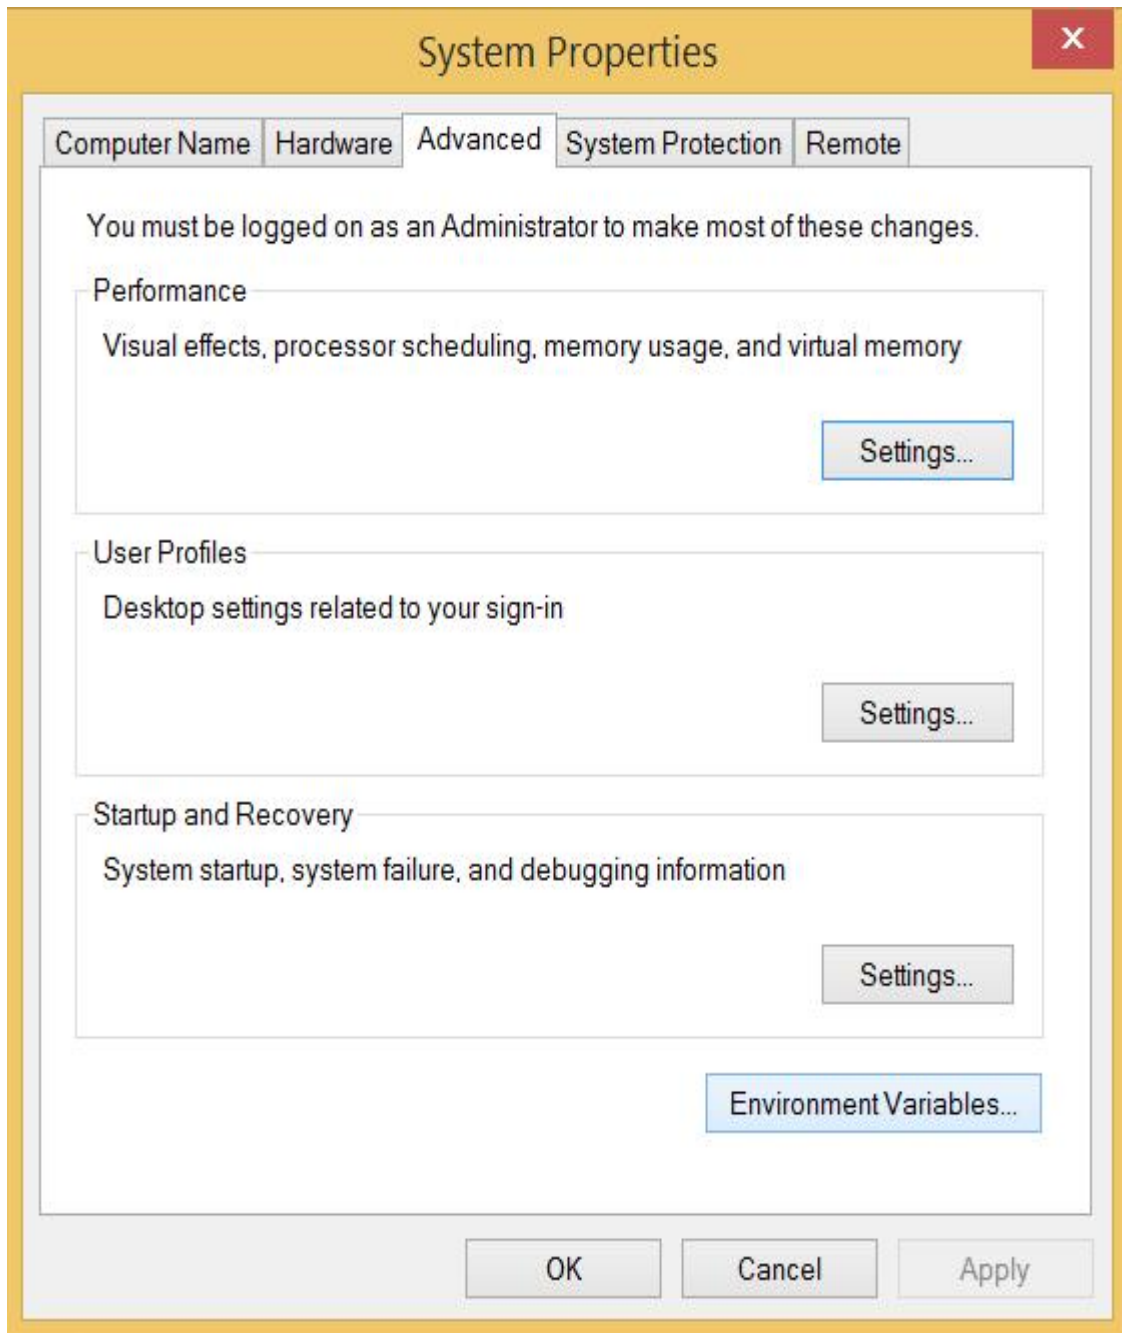 System Properties
x
Computer Name Hardware Advanced System Protection Remote
You must be logged on as an Administrator to make most of these changes.
Performance
Visual effects, processor scheduling, memory usage, and virtual memory
Settings...
User Profiles
Desktop settings related to your sign-in
Settings...
Startup and Recovery
System startup, system failure, and debugging information
Settings...
Environment Variables...
OK Cancel Apply